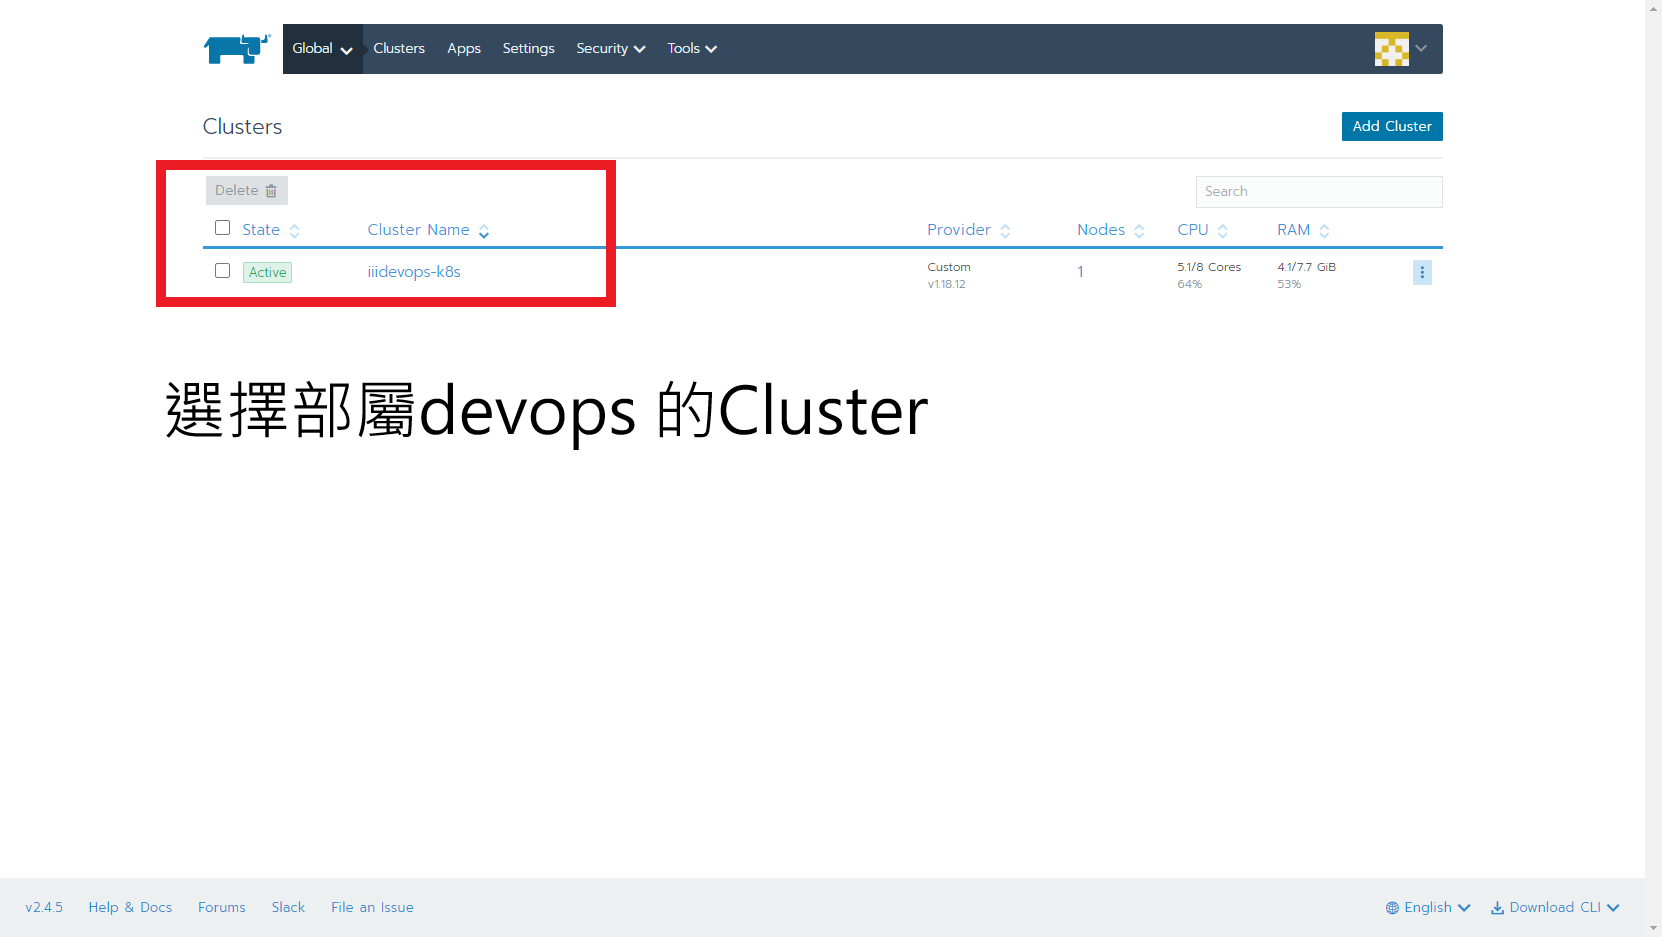 Global Clusters Apps Settings Security Tools
Clusters
Add Cluster
Delete
Search
State Cluster Name Provider Nodes CPU RAM
Active iiidevops-k8s Custom 1 5.1/8 Cores 4.1/7.7 GiB
v1.18.12 64% 53%
選擇部屬devops 的Cluster
v2.4.5 Help & Docs Forums Slack File an Issue English Download CLI